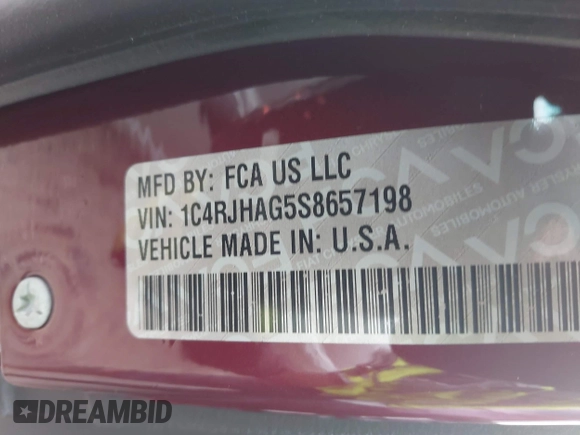 MFD BY: FCA US LLC
VIN: 1C4RJHAG5S8657198
VEHICLE MADE IN: U.S.A.
DREAMBID